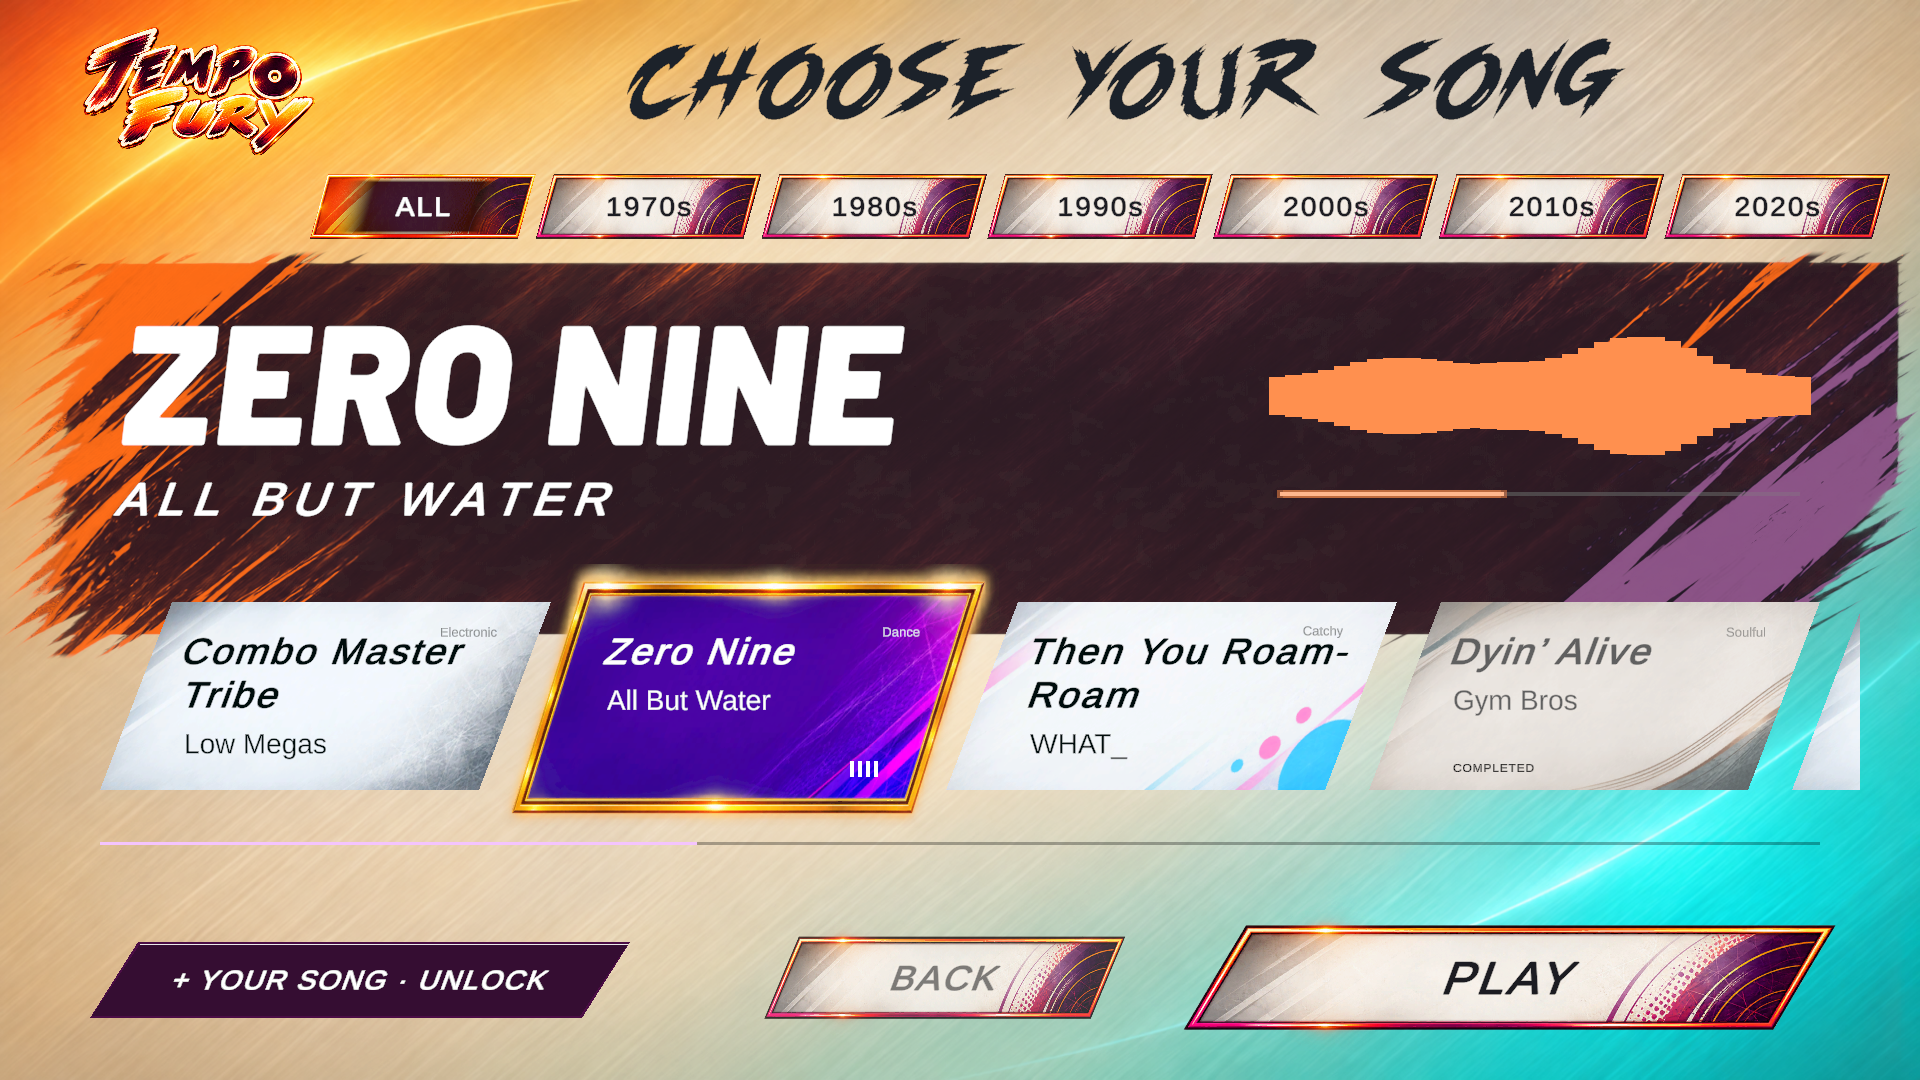 TEMPO
FURY
CHOOSE YOUR SONG
ALL
1970s
1980s
1990s
2000s
2010s
2020s
ZERO NINE
ALL BUT WATER
Electronic
Combo Master
Tribe
Low Megas
Dance
Zero Nine
All But Water
Catchy
Then You Roam-
Roam
WHAT_
Soulful
Dyin’ Alive
Gym Bros
COMPLETED
+ YOUR SONG · UNLOCK
BACK
PLAY